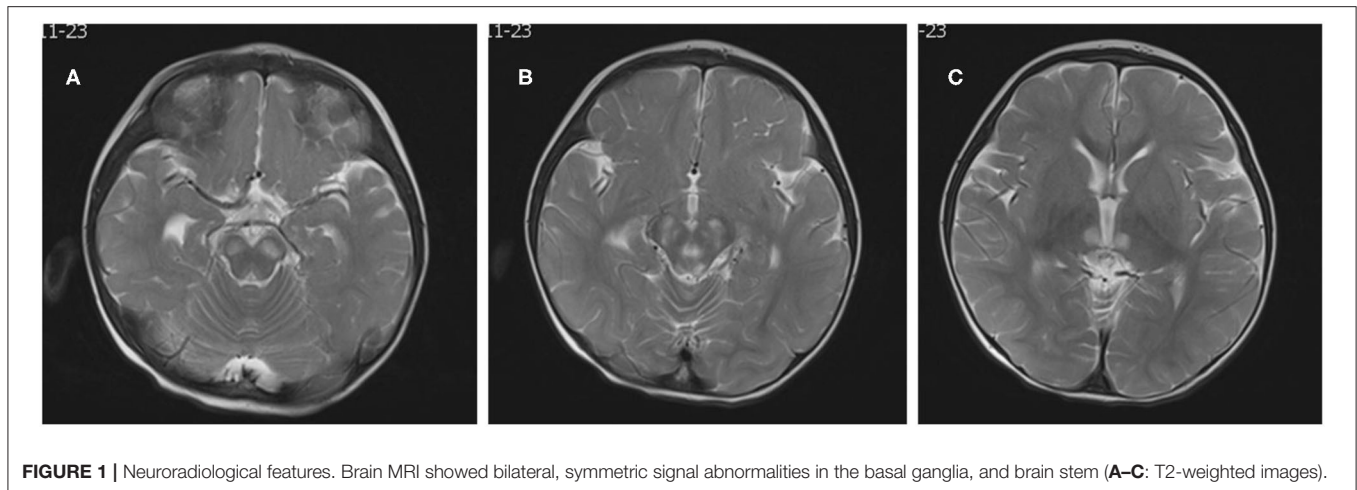 11-23
A
11-23
B
-23
C
FIGURE 1 | Neuroradiological features. Brain MRI showed bilateral, symmetric signal abnormalities in the basal ganglia, and brain stem (A–C: T2-weighted images).